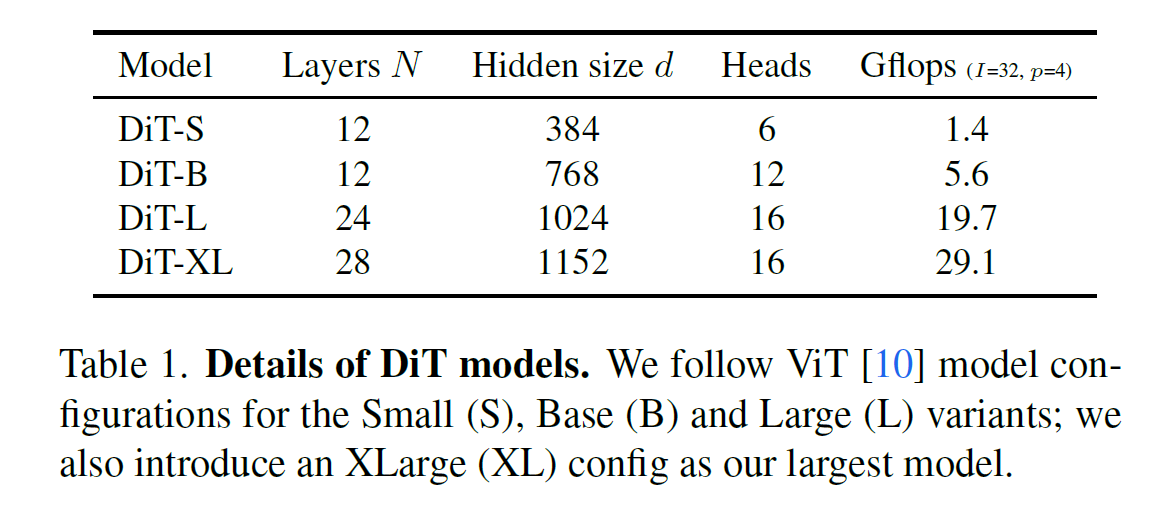 Model Layers N Hidden size d Heads Gflops (I=32, p=4)
DiT-S 12 384 6 1.4
DiT-B 12 768 12 5.6
DiT-L 24 1024 16 19.7
DiT-XL 28 1152 16 29.1
Table 1. Details of DiT models. We follow ViT [10] model con-
figurations for the Small (S), Base (B) and Large (L) variants; we
also introduce an XLarge (XL) config as our largest model.